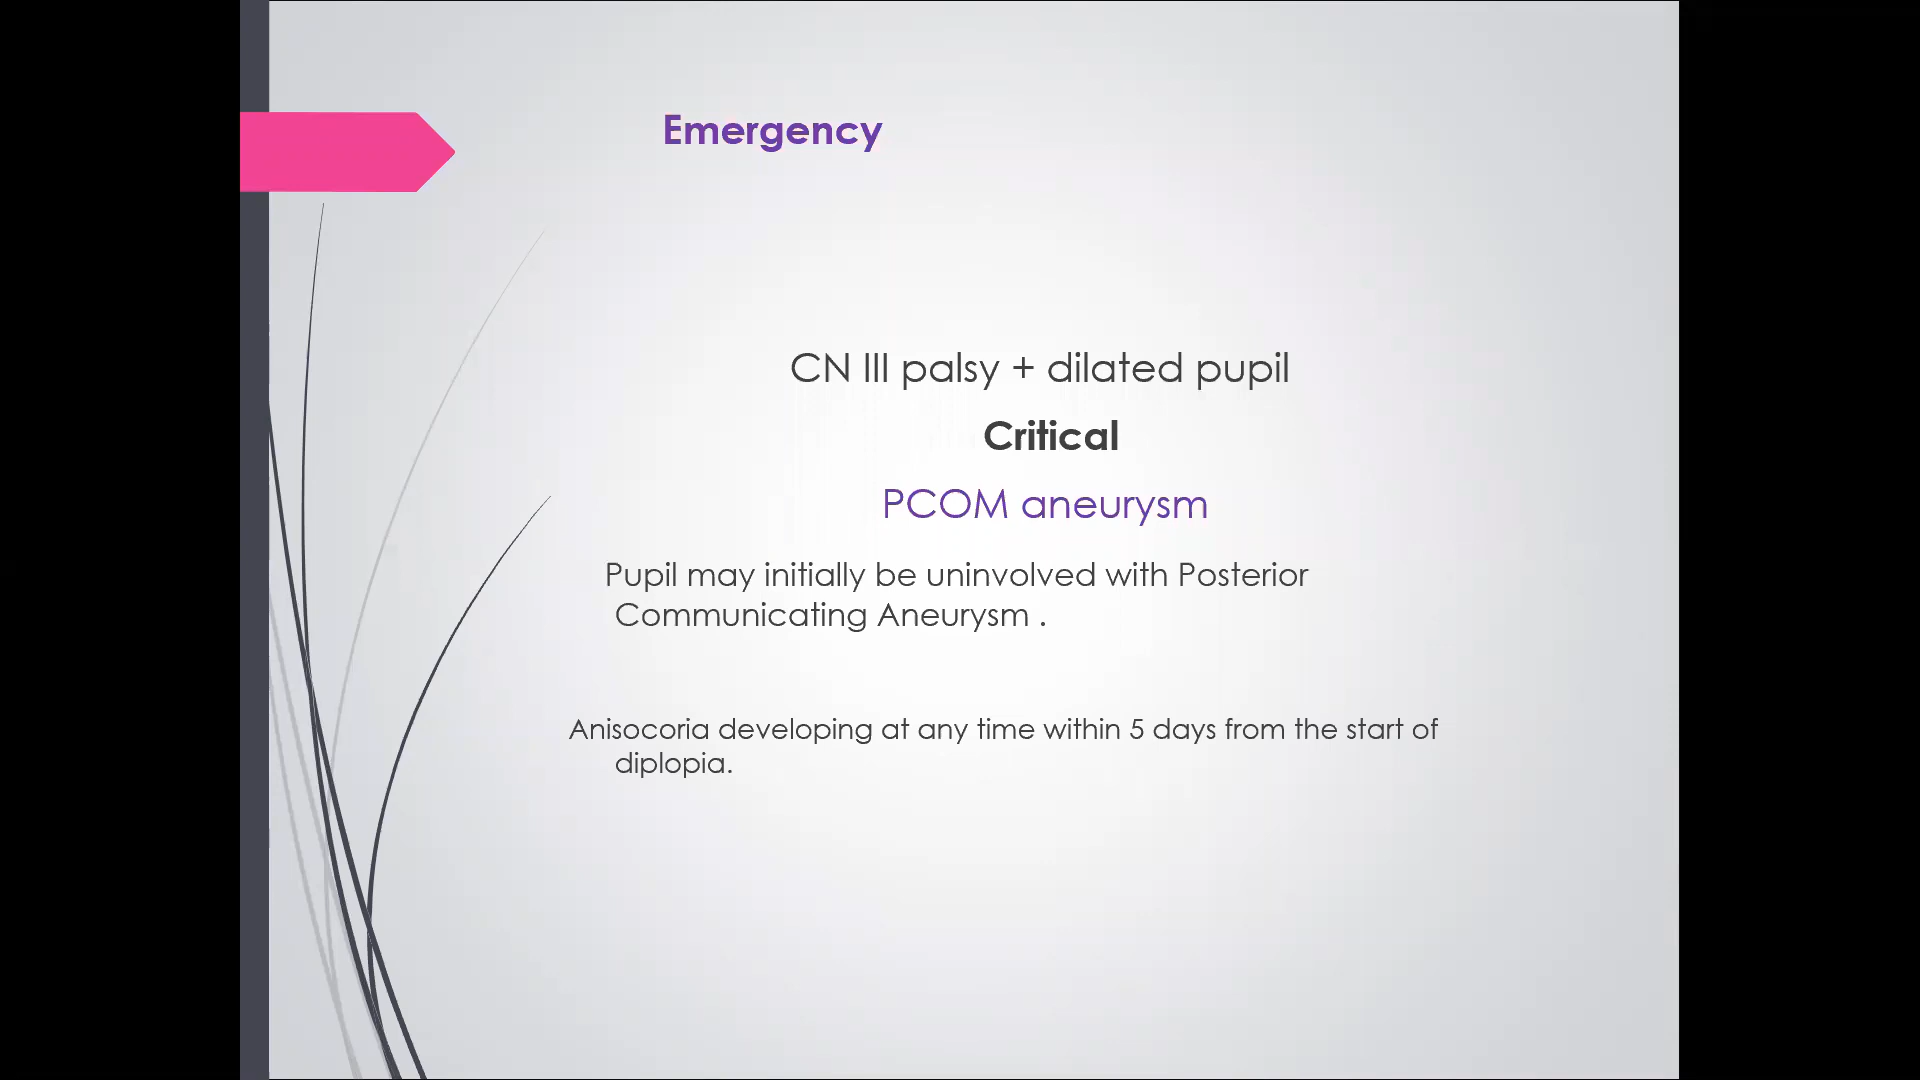 Emergency
CN III palsy + dilated pupil
Critical
PCOM aneurysm
Pupil may initially be uninvolved with Posterior
Communicating Aneurysm .
Anisocoria developing at any time within 5 days from the start of
diplopia.